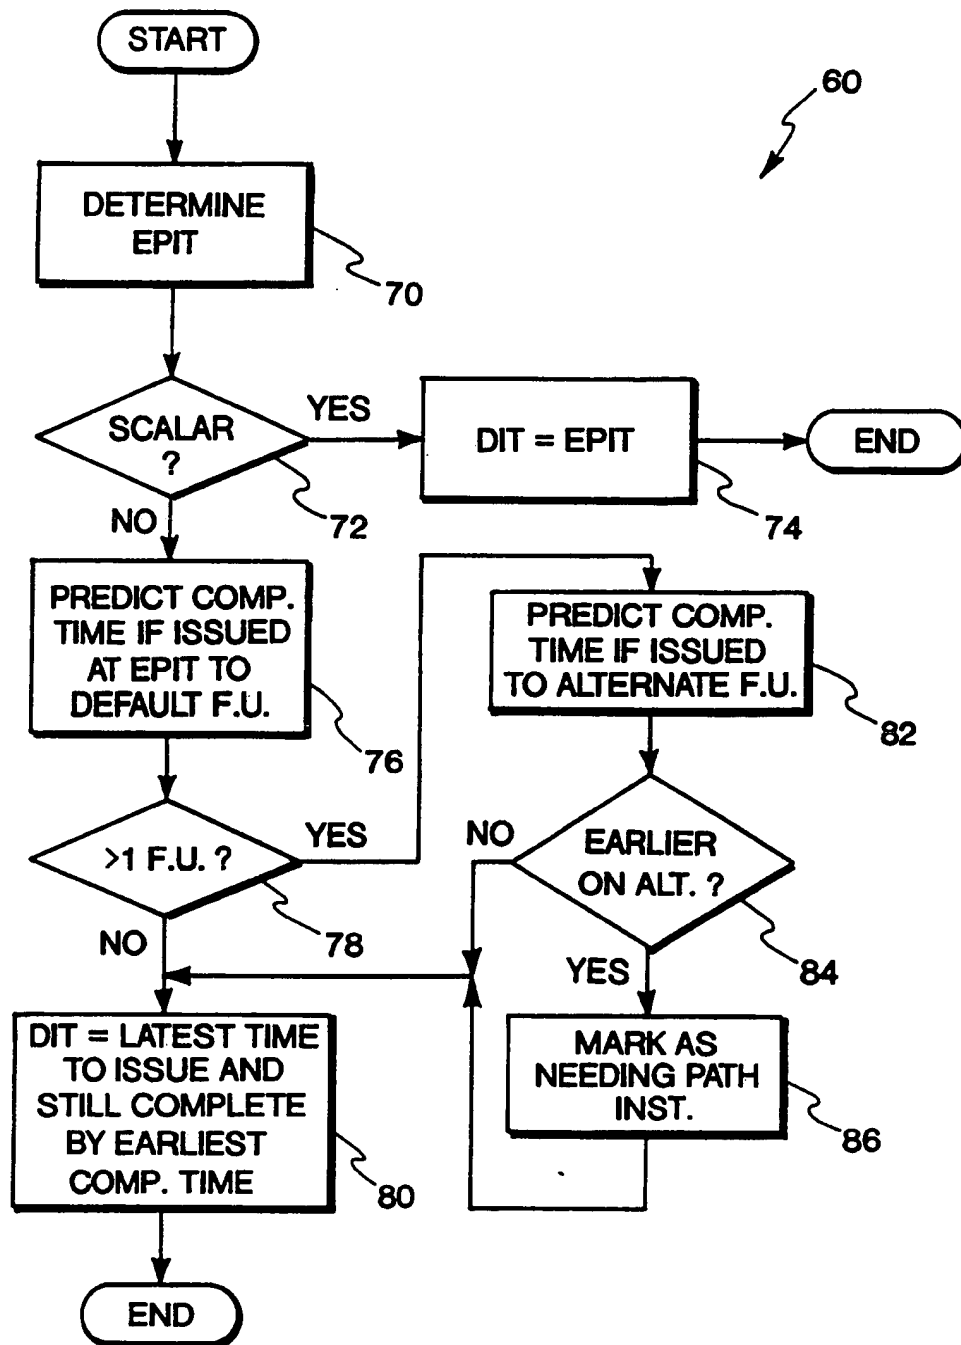 START
60
DETERMINE
EPIT
70
SCALAR
?
YES
72
NO
DIT = EPIT
74
END
PREDICT COMP.
TIME IF ISSUED
AT EPIT TO
DEFAULT F.U.
76
>1 F.U. ?
YES
78
NO
PREDICT COMP.
TIME IF ISSUED
TO ALTERNATE F.U.
82
EARLIER
ON ALT. ?
NO
84
YES
MARK AS
NEEDING PATH
INST.
86
DIT = LATEST TIME
TO ISSUE AND
STILL COMPLETE
BY EARLIEST
COMP. TIME
80
END